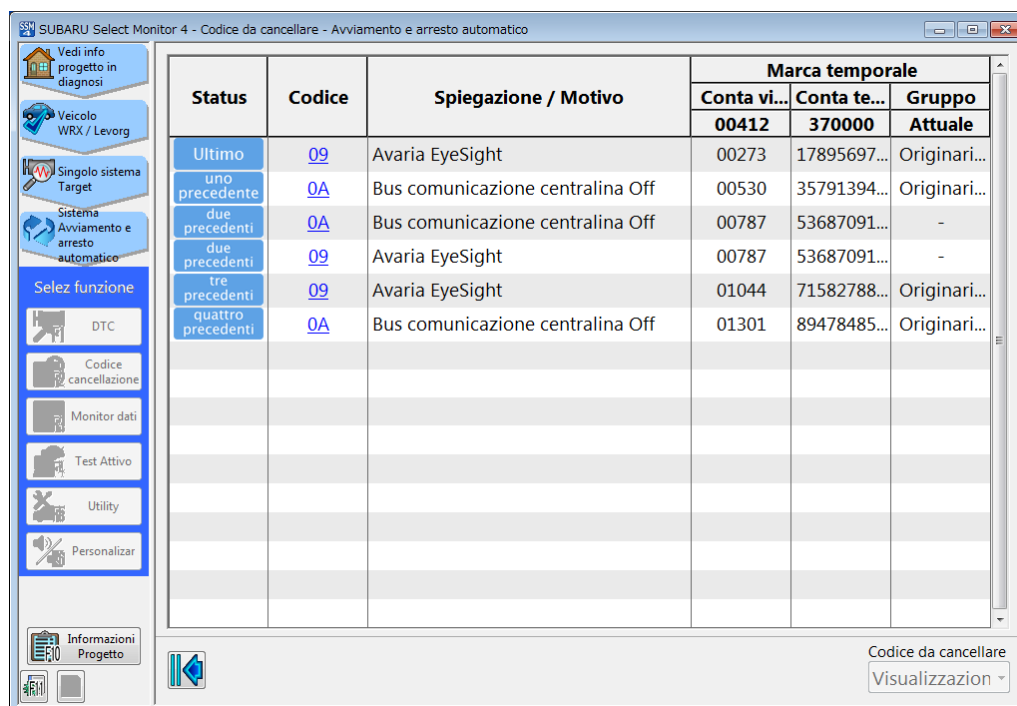 SUBARU Select Monitor 4 - Codice da cancellare - Avviamento e arresto automatico
Vedi info
progetto in
diagnosi
Veicolo
WRX / Levorg
Singolo sistema
Target
Sistema
Avviamento e
arresto
automatico
Selez funzione
DTC
Codice
cancellazione
Monitor dati
Test Attivo
Utility
Personalizar
Informazioni
Progetto
F10
F11
Status Codice Spiegazione / Motivo Marca temporale
Conta vi... Conta te... Gruppo
00412 370000 Attuale
Ultimo 09 Avaria EyeSight 00273 17895697... Originari...
uno precedente 0A Bus comunicazione centralina Off 00530 35791394... Originari...
due precedenti 0A Bus comunicazione centralina Off 00787 53687091... -
due precedenti 09 Avaria EyeSight 00787 53687091... -
tre precedenti 09 Avaria EyeSight 01044 71582788... Originari...
quattro precedenti 0A Bus comunicazione centralina Off 01301 89478485... Originari...
Codice da cancellare
Visualizzazion